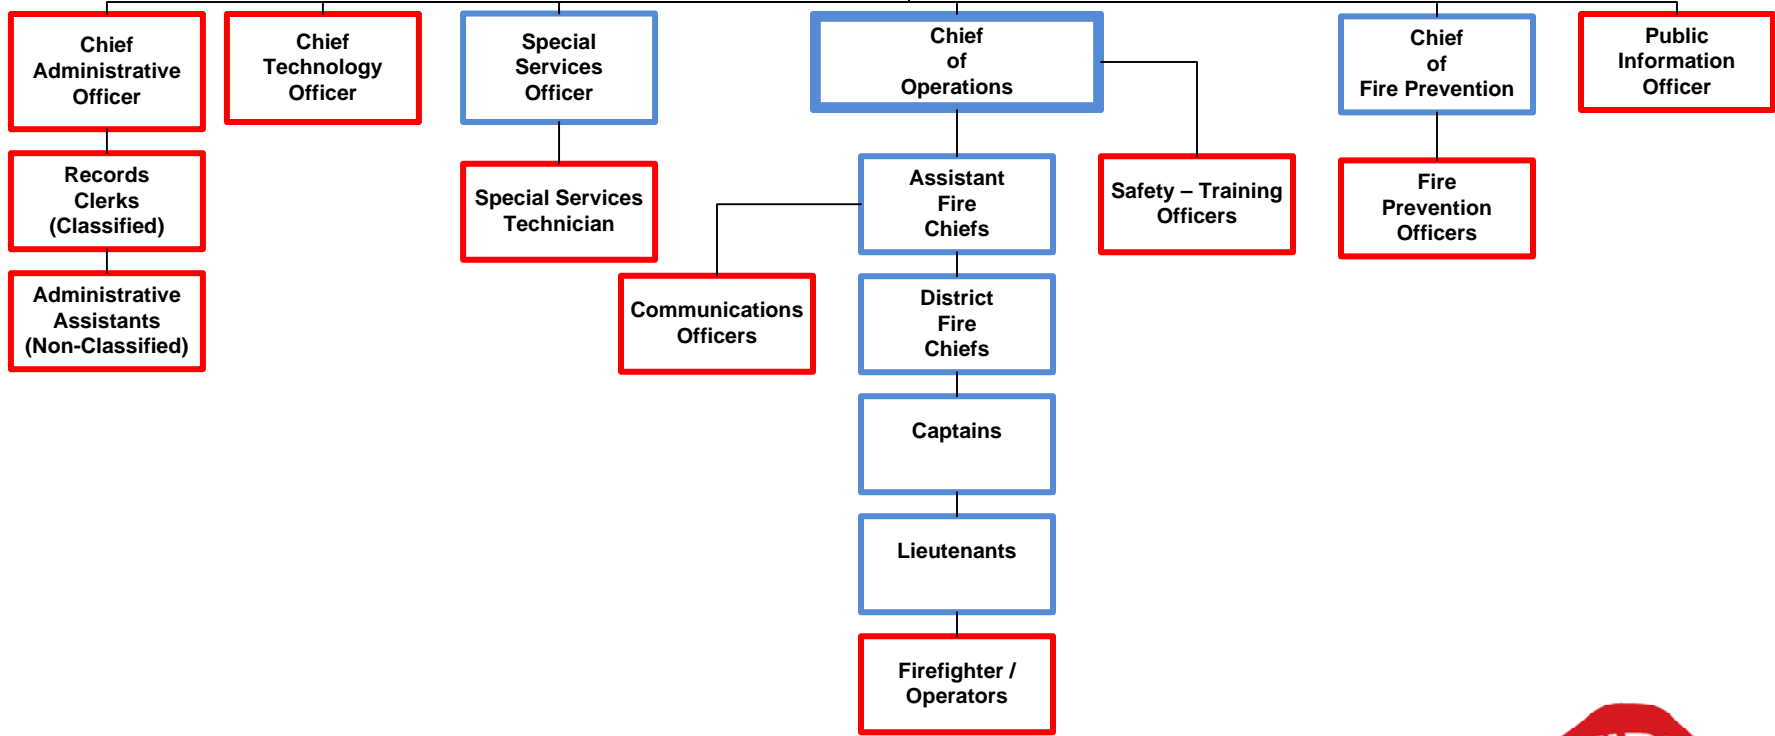 Chief
Administrative
Officer
Chief
Technology
Officer
Special
Services
Officer
Chief
of
Operations
Chief
of
Fire Prevention
Public
Information
Officer
Records
Clerks
(Classified)
Special Services
Technician
Assistant
Fire
Chiefs
Safety – Training
Officers
Fire
Prevention
Officers
Administrative
Assistants
(Non-Classified)
Communications
Officers
District
Fire
Chiefs
Captains
Lieutenants
Firefighter /
Operators